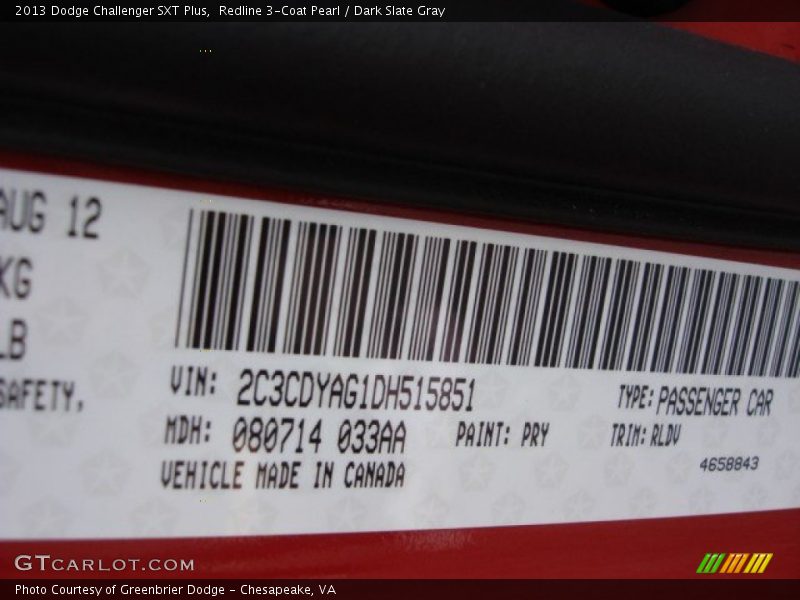 2013 Dodge Challenger SXT Plus,  Redline 3-Coat Pearl / Dark Slate Gray
AUG 12
KG
LB
SAFETY,
VIN: 2C3CDYAG1DH515851
TYPE: PASSENGER CAR
MDH: 080714 033AA
PAINT: PRY
TRIM: RLDV
VEHICLE MADE IN CANADA
4658843
GTCARLOT.COM
Photo Courtesy of Greenbrier Dodge - Chesapeake, VA